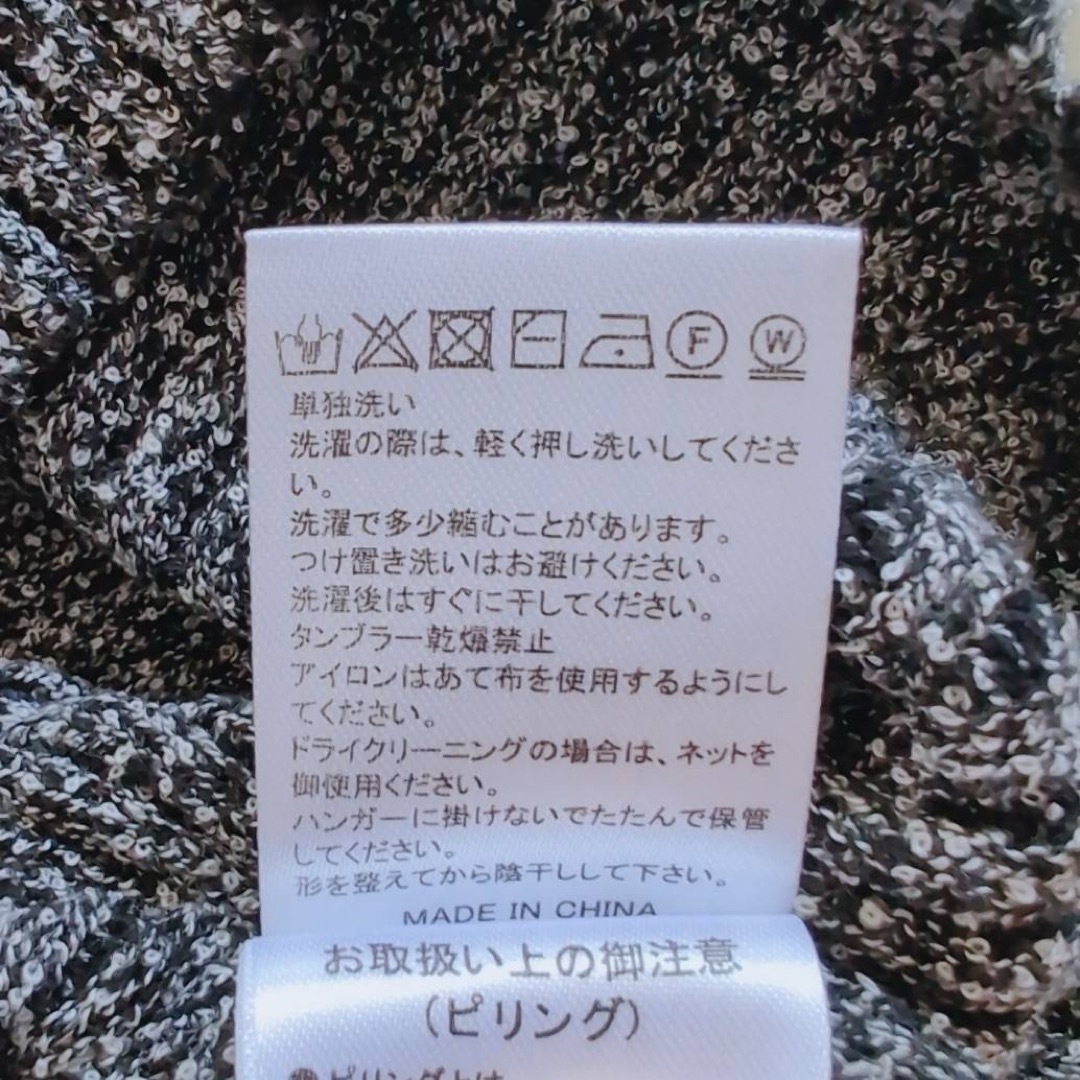 F W
単独洗い
洗濯の際は、軽く押し洗いしてくださ
い。
洗濯で多少縮むことがあります。
つけ置き洗いはお避けください。
洗濯後はすぐに干してください。
タンブラー乾燥禁止
アイロンはあて布を使用するようにし
てください。
ドライクリーニングの場合は、ネットを
御使用ください。
ハンガーに掛けないでたたんで保管
してください。
形を整えてから陰干しして下さい。
MADE IN CHINA
お取扱い上の御注意
（ピリング）
ピリングとは